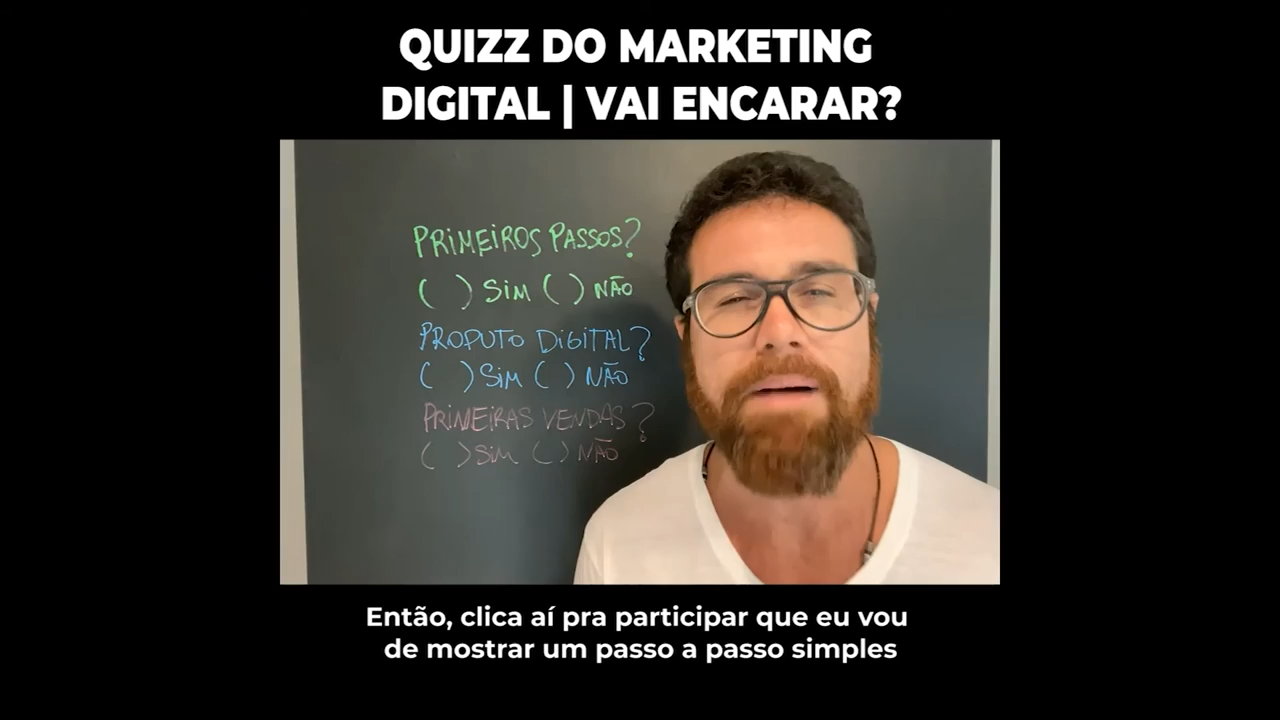 QUIZZ DO MARKETING
DIGITAL | VAI ENCARAR?
PRIMEIROS PASSOS?
( ) SIM ( ) NÃO
PRODUTO DIGITAL?
( ) SIM ( ) NÃO
PRIMEIRAS VENDAS?
( ) SIM ( ) NÃO
Então, clica aí pra participar que eu vou
de mostrar um passo a passo simples